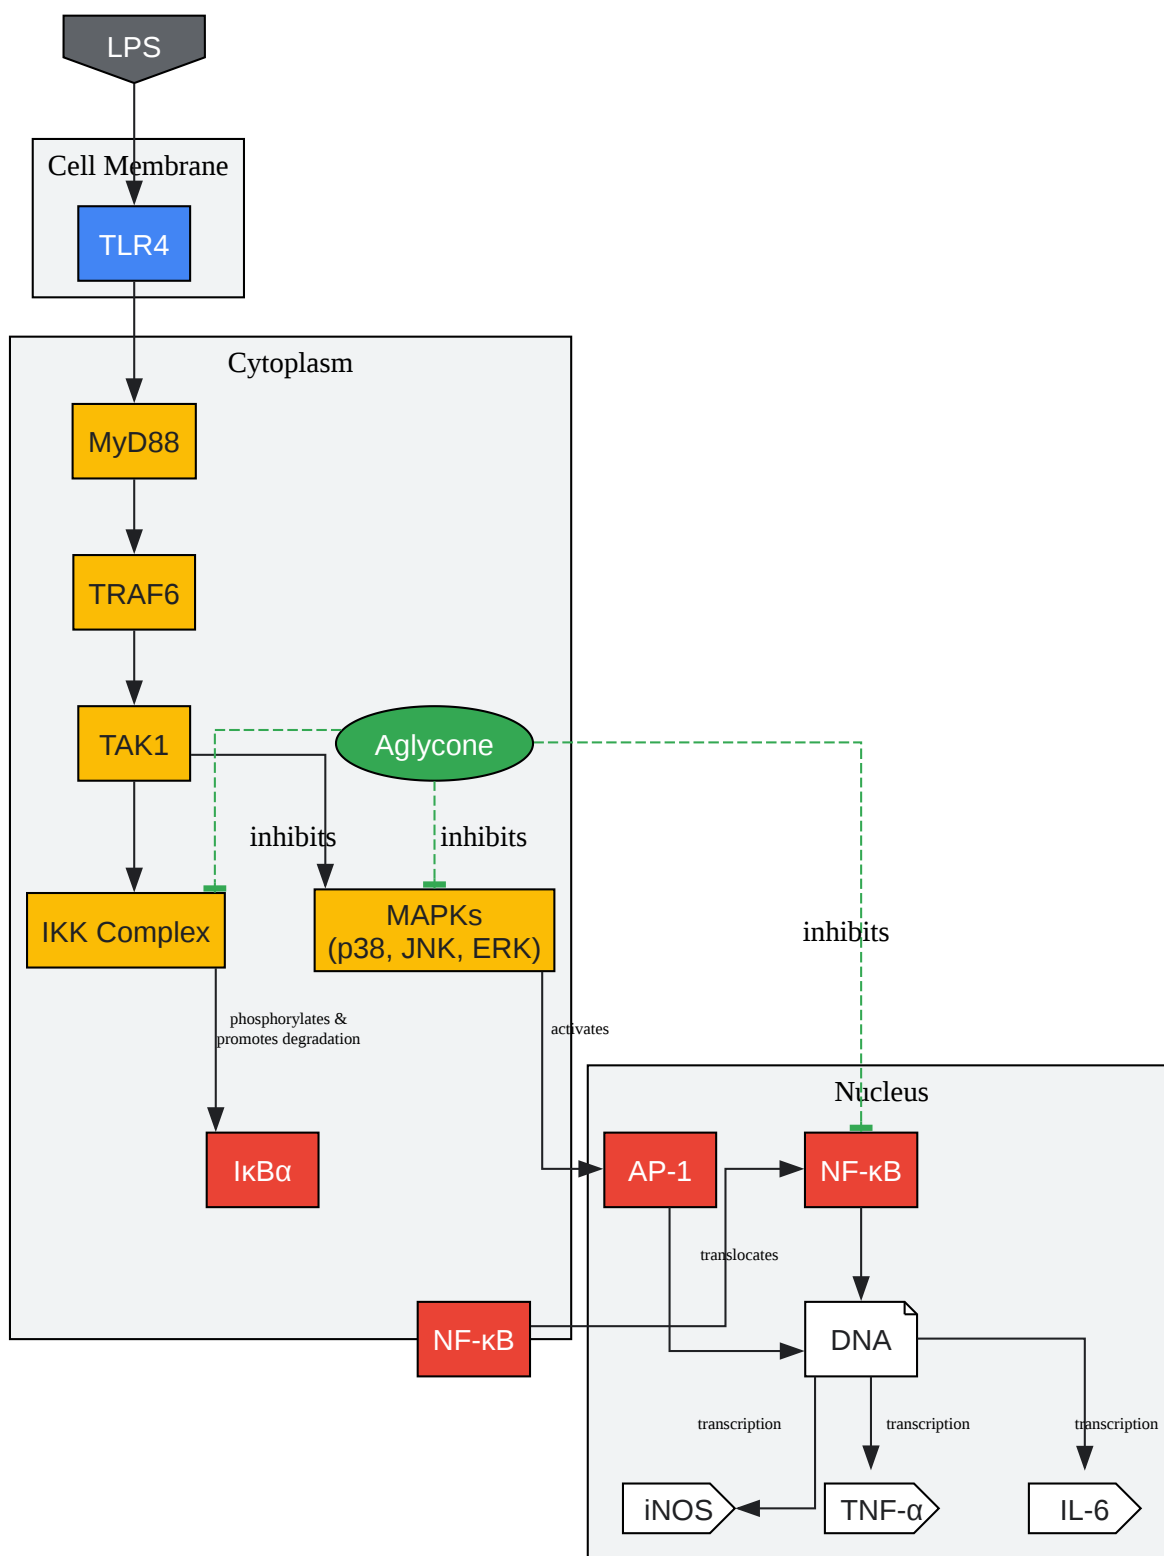 LPS
Cell Membrane
TLR4
Cytoplasm
MyD88
TRAF6
TAK1
Aglycone
inhibits
inhibits
IKK Complex
MAPKs
(p38, JNK, ERK)
inhibits
phosphorylates &
promotes degradation
activates
Nucleus
IκBα
AP-1
NF-κB
translocates
NF-κB
DNA
transcription
transcription
transcription
iNOS
TNF-α
IL-6